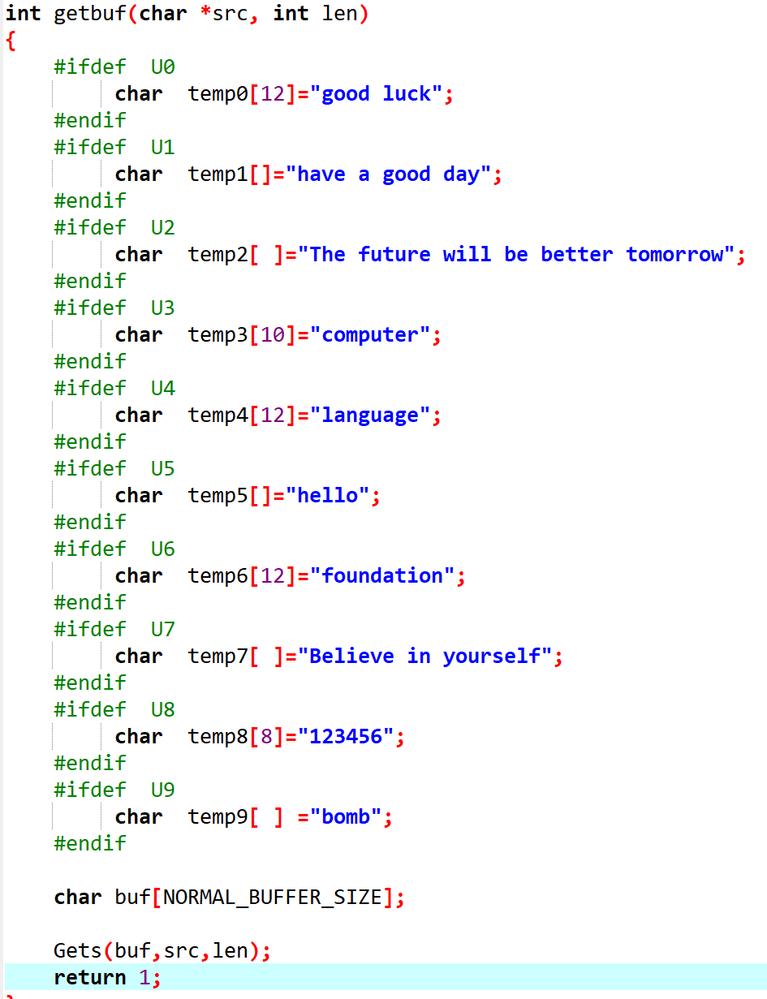 int getbuf(char *src, int len)
{
    #ifdef  U0
         char  temp0[12]="good luck";
    #endif
    #ifdef  U1
         char  temp1[]="have a good day";
    #endif
    #ifdef  U2
         char  temp2[ ]="The future will be better tomorrow";
    #endif
    #ifdef  U3
         char  temp3[10]="computer";
    #endif
    #ifdef  U4
         char  temp4[12]="language";
    #endif
    #ifdef  U5
         char  temp5[]="hello";
    #endif
    #ifdef  U6
         char  temp6[12]="foundation";
    #endif
    #ifdef  U7
         char  temp7[ ]="Believe in yourself";
    #endif
    #ifdef  U8
         char  temp8[8]="123456";
    #endif
    #ifdef  U9
         char  temp9[ ] ="bomb";
    #endif

    char buf[NORMAL_BUFFER_SIZE];

    Gets(buf,src,len);
    return 1;